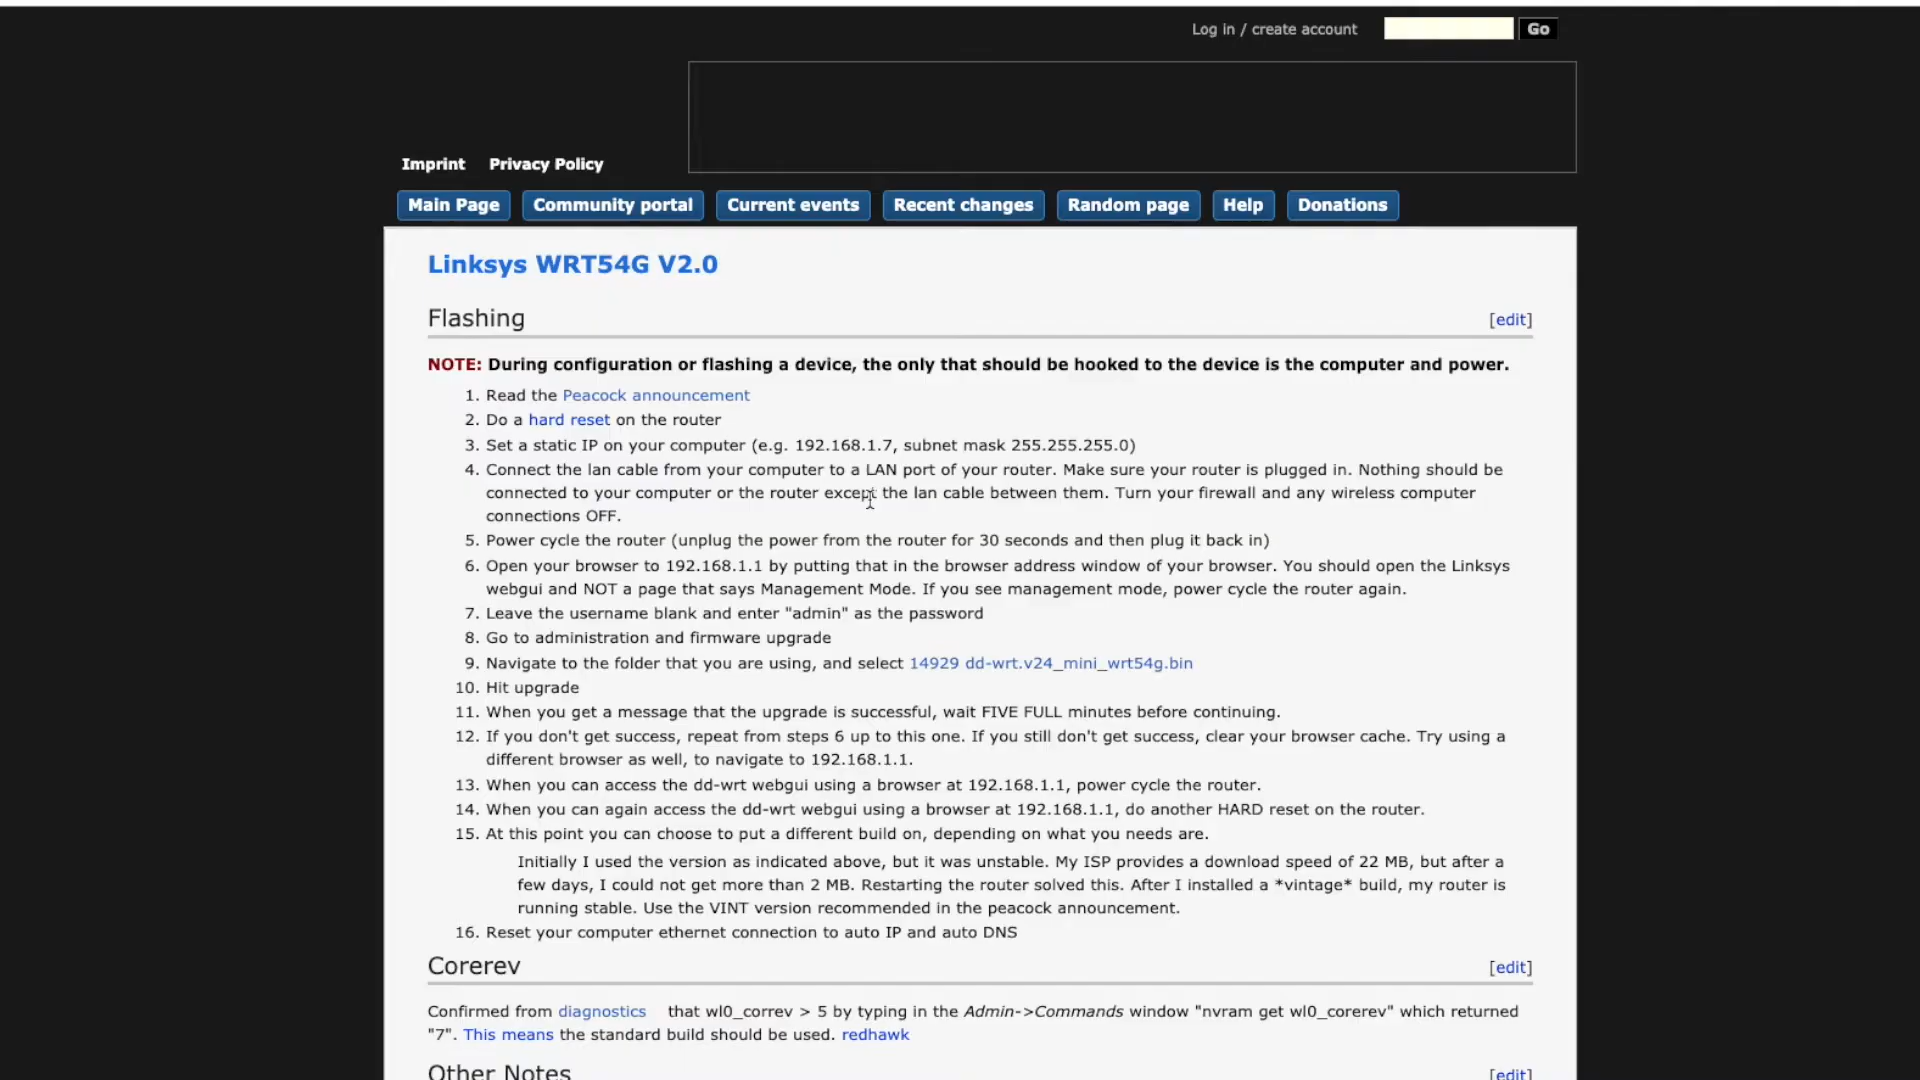 Log in / create account
Go
Imprint Privacy Policy
Main Page Community portal Current events Recent changes Random page Help Donations
Linksys WRT54G V2.0
Flashing [edit]
NOTE: During configuration or flashing a device, the only that should be hooked to the device is the computer and power.
1. Read the Peacock announcement
2. Do a hard reset on the router
3. Set a static IP on your computer (e.g. 192.168.1.7, subnet mask 255.255.255.0)
4. Connect the lan cable from your computer to a LAN port of your router. Make sure your router is plugged in. Nothing should be
connected to your computer or the router except the lan cable between them. Turn your firewall and any wireless computer
connections OFF.
5. Power cycle the router (unplug the power from the router for 30 seconds and then plug it back in)
6. Open your browser to 192.168.1.1 by putting that in the browser address window of your browser. You should open the Linksys
webgui and NOT a page that says Management Mode. If you see management mode, power cycle the router again.
7. Leave the username blank and enter "admin" as the password
8. Go to administration and firmware upgrade
9. Navigate to the folder that you are using, and select 14929 dd-wrt.v24_mini_wrt54g.bin
10. Hit upgrade
11. When you get a message that the upgrade is successful, wait FIVE FULL minutes before continuing.
12. If you don't get success, repeat from steps 6 up to this one. If you still don't get success, clear your browser cache. Try using a
different browser as well, to navigate to 192.168.1.1.
13. When you can access the dd-wrt webgui using a browser at 192.168.1.1, power cycle the router.
14. When you can again access the dd-wrt webgui using a browser at 192.168.1.1, do another HARD reset on the router.
15. At this point you can choose to put a different build on, depending on what you needs are.
Initially I used the version as indicated above, but it was unstable. My ISP provides a download speed of 22 MB, but after a
few days, I could not get more than 2 MB. Restarting the router solved this. After I installed a *vintage* build, my router is
running stable. Use the VINT version recommended in the peacock announcement.
16. Reset your computer ethernet connection to auto IP and auto DNS
Corerev [edit]
Confirmed from diagnostics that wl0_correv > 5 by typing in the Admin->Commands window "nvram get wl0_corerev" which returned
"7". This means the standard build should be used. redhawk
Other Notes [edit]